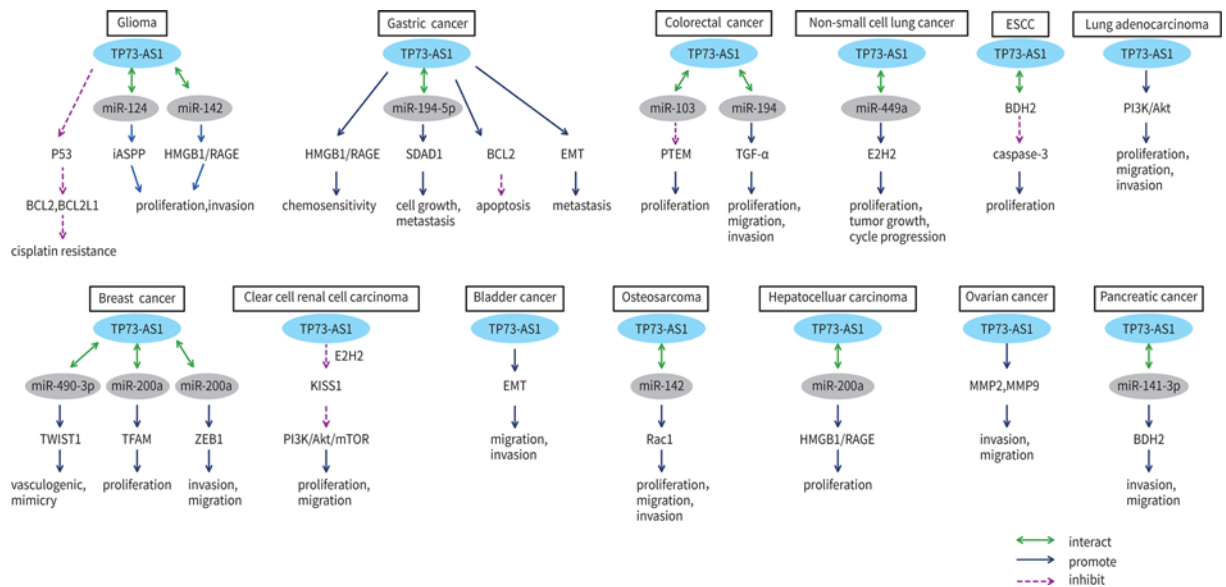 Glioma
TP73-AS1
miR-124
miR-142
P53
iASPP
HMGB1/RAGE
BCL2,BCL2L1
proliferation,invasion
cisplatin resistance
Gastric cancer
TP73-AS1
miR-194-5p
HMGB1/RAGE
SDAD1
BCL2
EMT
chemosensitivity
cell growth,
metastasis
apoptosis
metastasis
Colorectal cancer
TP73-AS1
miR-103
miR-194
PTEM
TGF-α
proliferation
proliferation,
migration,
invasion
Non-small cell lung cancer
TP73-AS1
miR-449a
E2H2
proliferation,
tumor growth,
cycle progression
ESCC
TP73-AS1
BDH2
caspase-3
proliferation
Lung adenocarcinoma
TP73-AS1
PI3K/Akt
proliferation,
migration,
invasion
Breast cancer
TP73-AS1
miR-490-3p
miR-200a
miR-200a
TWIST1
TFAM
ZEB1
vasculogenic,
mimicry
proliferation
invasion,
migration
Clear cell renal cell carcinoma
TP73-AS1
E2H2
KISS1
PI3K/Akt/mTOR
proliferation,
migration
Bladder cancer
TP73-AS1
EMT
migration,
invasion
Osteosarcoma
TP73-AS1
miR-142
Rac1
proliferation,
migration,
invasion
Hepatocelluar carcinoma
TP73-AS1
miR-200a
HMGB1/RAGE
proliferation
Ovarian cancer
TP73-AS1
MMP2,MMP9
invasion,
migration
Pancreatic cancer
TP73-AS1
miR-141-3p
BDH2
invasion,
migration
interact
promote
inhibit